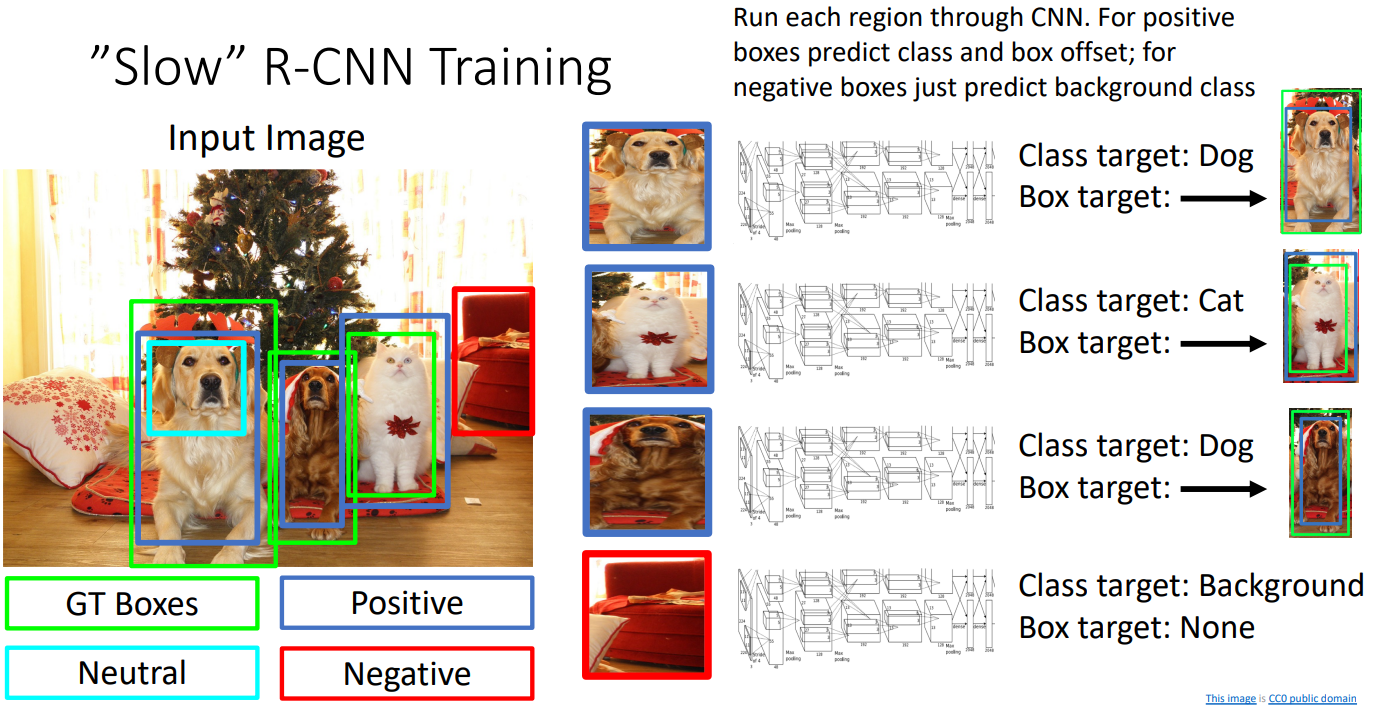 ”Slow” R-CNN Training
Run each region through CNN. For positive
boxes predict class and box offset; for
negative boxes just predict background class
Input Image
GT Boxes
Positive
Neutral
Negative
Class target: Dog
Box target:
Class target: Cat
Box target:
Class target: Dog
Box target:
Class target: Background
Box target: None
This image is CC0 public domain